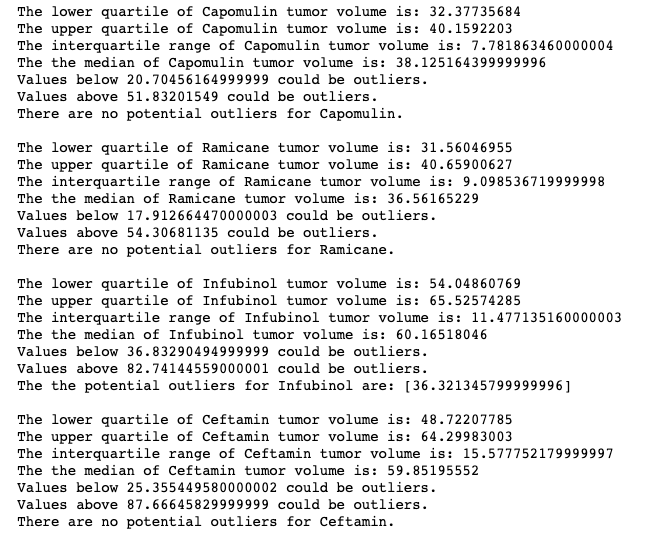 The lower quartile of Capomulin tumor volume is: 32.37735684
The upper quartile of Capomulin tumor volume is: 40.1592203
The interquartile range of Capomulin tumor volume is: 7.781863460000004
The the median of Capomulin tumor volume is: 38.125164399999996
Values below 20.70456164999999 could be outliers.
Values above 51.83201549 could be outliers.
There are no potential outliers for Capomulin.
The lower quartile of Ramicane tumor volume is: 31.56046955
The upper quartile of Ramicane tumor volume is: 40.65900627
The interquartile range of Ramicane tumor volume is: 9.098536719999998
The the median of Ramicane tumor volume is: 36.56165229
Values below 17.912664470000003 could be outliers.
Values above 54.30681135 could be outliers.
There are no potential outliers for Ramicane.
The lower quartile of Infubinol tumor volume is: 54.04860769
The upper quartile of Infubinol tumor volume is: 65.52574285
The interquartile range of Infubinol tumor volume is: 11.477135160000003
The the median of Infubinol tumor volume is: 60.16518046
Values below 36.83290494999999 could be outliers.
Values above 82.74144559000001 could be outliers.
The the potential outliers for Infubinol are: [36.321345799999996]
The lower quartile of Ceftamin tumor volume is: 48.72207785
The upper quartile of Ceftamin tumor volume is: 64.29983003
The interquartile range of Ceftamin tumor volume is: 15.577752179999997
The the median of Ceftamin tumor volume is: 59.85195552
Values below 25.355449580000002 could be outliers.
Values above 87.66645829999999 could be outliers.
There are no potential outliers for Ceftamin.